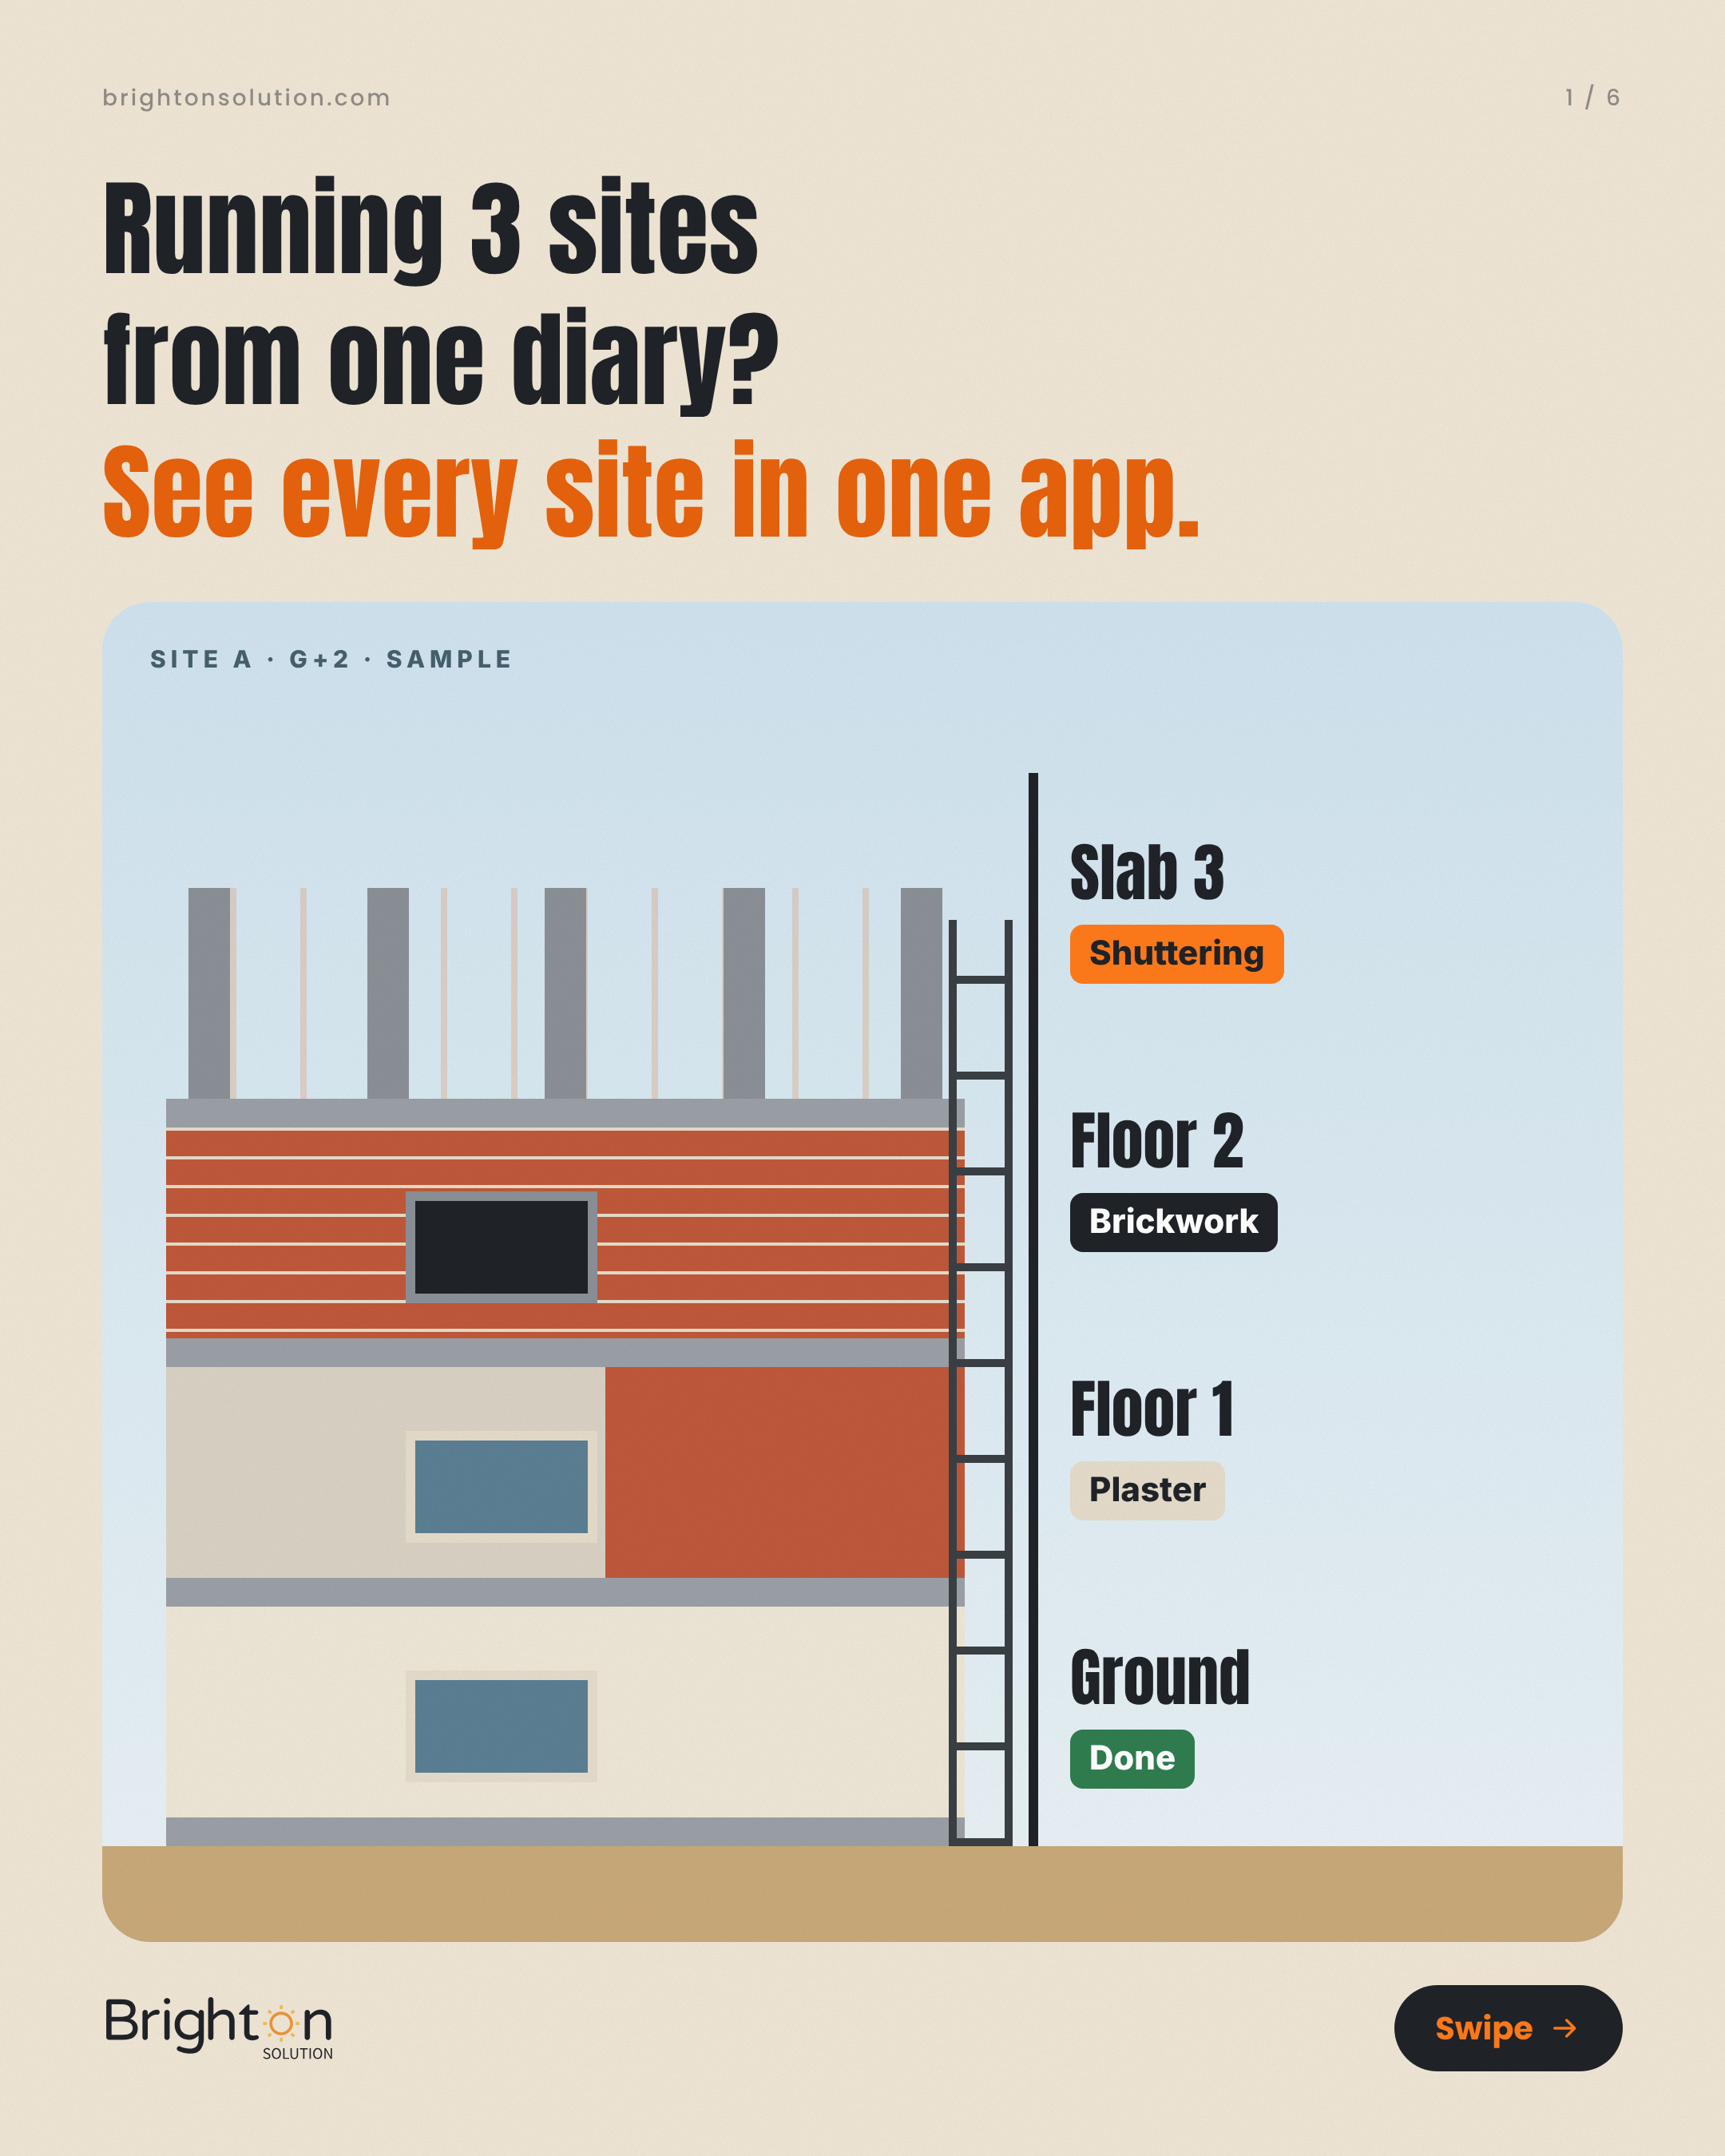 brightonsolution.com
1 / 6
Running 3 sites
from one diary?
See every site in one app.
SITE A · G+2 · SAMPLE
Slab 3
Shuttering
Floor 2
Brickwork
Floor 1
Plaster
Ground
Done
Brighton
SOLUTION
Swipe →